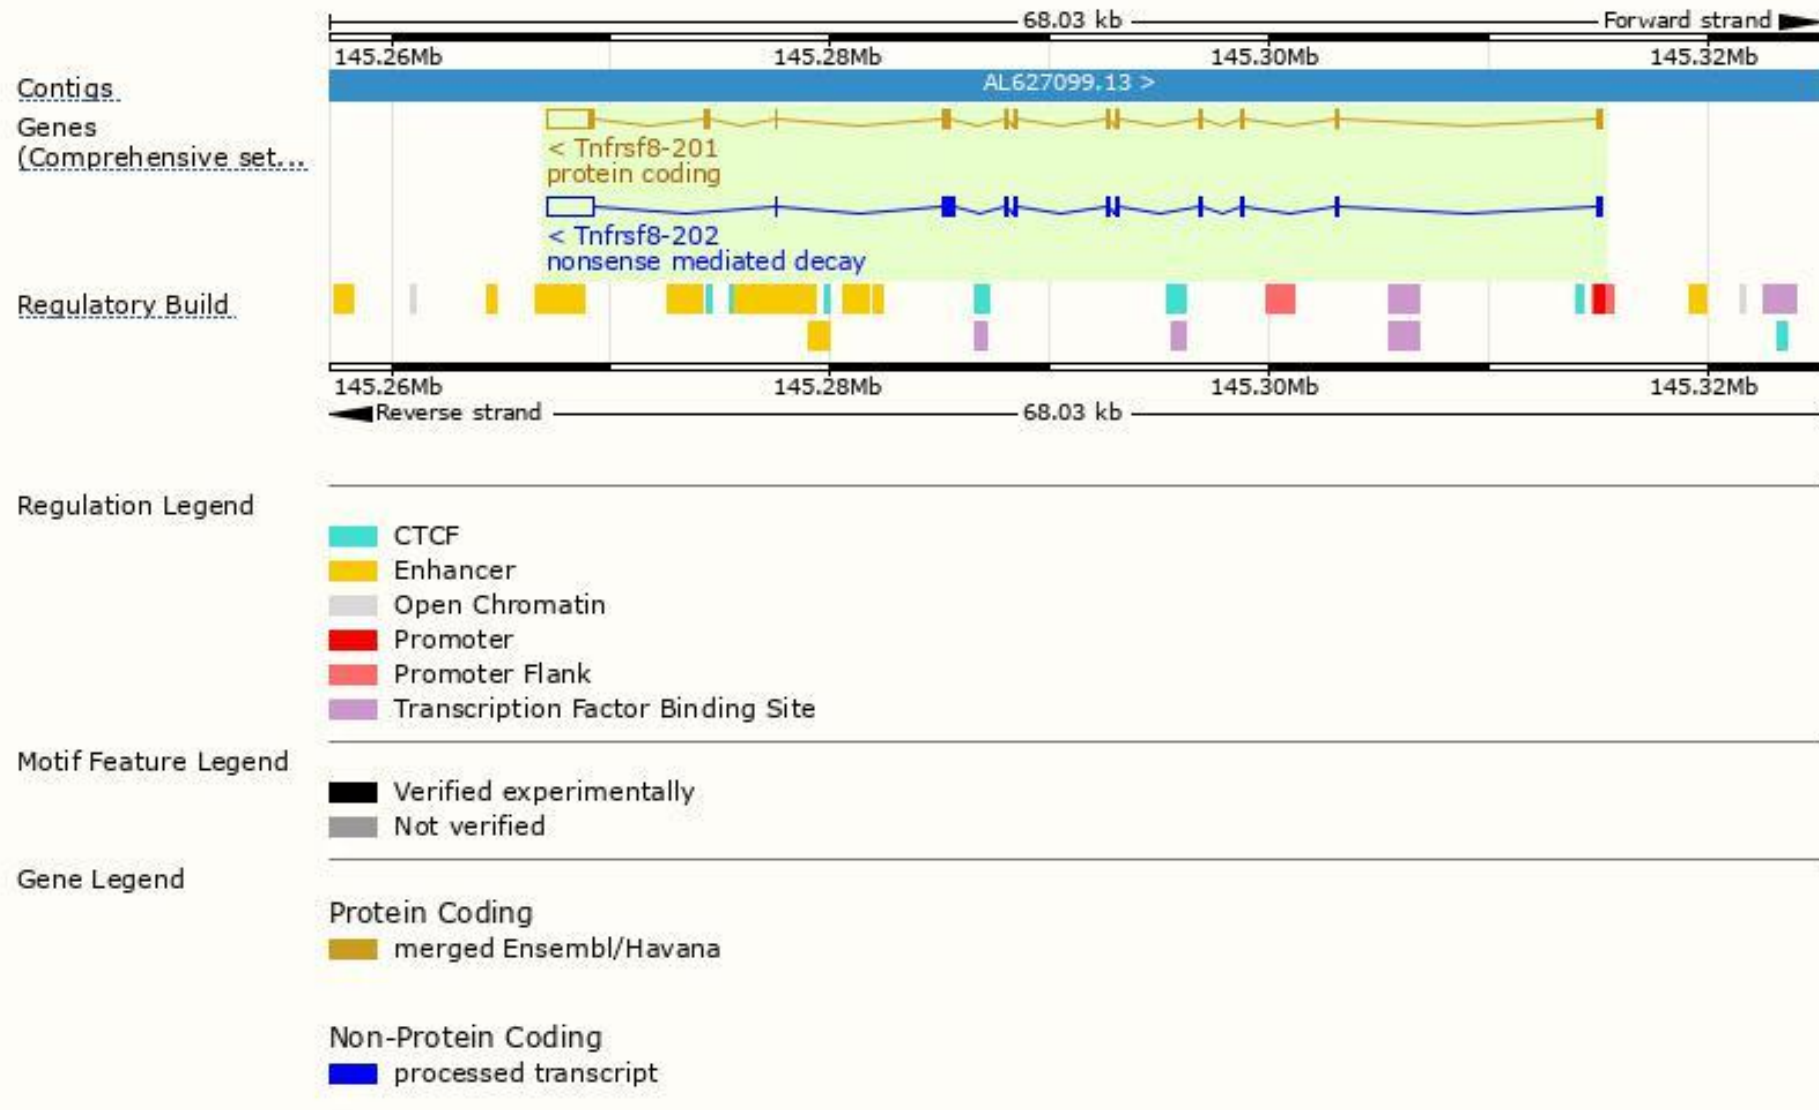 68.03 kb Forward strand
145.26Mb 145.28Mb 145.30Mb 145.32Mb
Contigs AL627099.13 >
Genes
(Comprehensive set...
< Tnfrsf8-201
protein coding
< Tnfrsf8-202
nonsense mediated decay
Regulatory Build
145.26Mb 145.28Mb 145.30Mb 145.32Mb
Reverse strand 68.03 kb
Regulation Legend
CTCF
Enhancer
Open Chromatin
Promoter
Promoter Flank
Transcription Factor Binding Site
Motif Feature Legend
Verified experimentally
Not verified
Gene Legend
Protein Coding
merged Ensembl/Havana
Non-Protein Coding
processed transcript